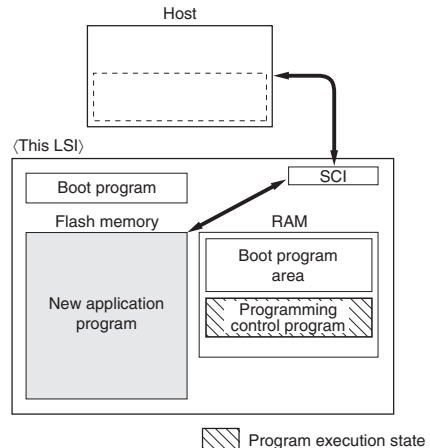 Host
〈This LSI〉
SCI
Boot program
Flash memory
RAM
Boot program
area
New application
program
Programming
control program
Program execution state